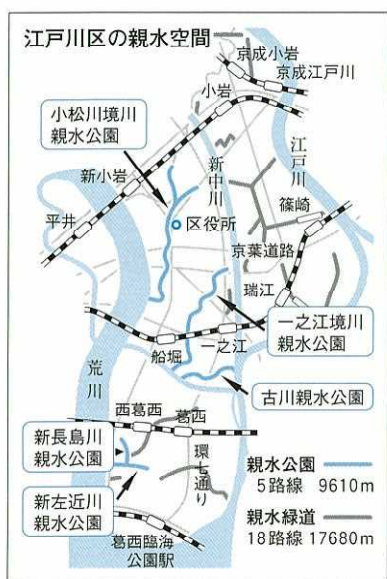 江戸川区の親水空間
京成小岩
京成江戸川
小岩
小松川境川
親水公園
新中川
江戸川
新小岩
平井
区役所
篠崎
京葉道路
瑞江
一之江境川
親水公園
一之江
船堀
荒川
古川親水公園
西葛西
葛西
新長島川
親水公園
環七通り
新左近川
親水公園
葛西臨海
公園駅
親水公園
5路線 9610m
親水緑道
18路線 17680m